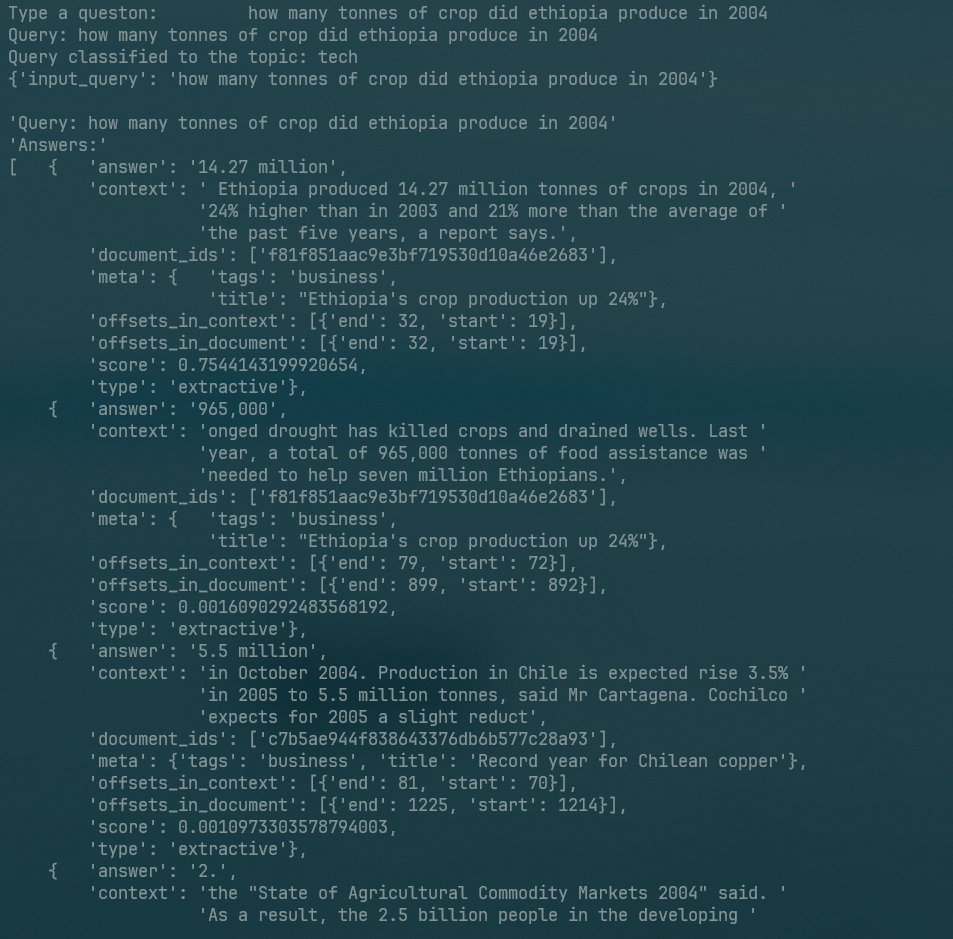 Type a queston:         how many tonnes of crop did ethiopia produce in 2004
Query: how many tonnes of crop did ethiopia produce in 2004
Query classified to the topic: tech
{'input_query': 'how many tonnes of crop did ethiopia produce in 2004'}

'Query: how many tonnes of crop did ethiopia produce in 2004'
'Answers:'
[   {   'answer': '14.27 million',
        'context': ' Ethiopia produced 14.27 million tonnes of crops in 2004, '
                   '24% higher than in 2003 and 21% more than the average of '
                   'the past five years, a report says.',
        'document_ids': ['f81f851aac9e3bf719530d10a46e2683'],
        'meta': {   'tags': 'business',
                    'title': "Ethiopia's crop production up 24%"},
        'offsets_in_context': [{'end': 32, 'start': 19}],
        'offsets_in_document': [{'end': 32, 'start': 19}],
        'score': 0.7544143199920654,
        'type': 'extractive'},
    {   'answer': '965,000',
        'context': 'onged drought has killed crops and drained wells. Last '
                   'year, a total of 965,000 tonnes of food assistance was '
                   'needed to help seven million Ethiopians.',
        'document_ids': ['f81f851aac9e3bf719530d10a46e2683'],
        'meta': {   'tags': 'business',
                    'title': "Ethiopia's crop production up 24%"},
        'offsets_in_context': [{'end': 79, 'start': 72}],
        'offsets_in_document': [{'end': 899, 'start': 892}],
        'score': 0.0016090292483568192,
        'type': 'extractive'},
    {   'answer': '5.5 million',
        'context': 'in October 2004. Production in Chile is expected rise 3.5% '
                   'in 2005 to 5.5 million tonnes, said Mr Cartagena. Cochilco '
                   'expects for 2005 a slight reduct',
        'document_ids': ['c7b5ae944f838643376db6b577c28a93'],
        'meta': {'tags': 'business', 'title': 'Record year for Chilean copper'},
        'offsets_in_context': [{'end': 81, 'start': 70}],
        'offsets_in_document': [{'end': 1225, 'start': 1214}],
        'score': 0.0010973303578794003,
        'type': 'extractive'},
    {   'answer': '2.',
        'context': 'the "State of Agricultural Commodity Markets 2004" said. '
                   'As a result, the 2.5 billion people in the developing '